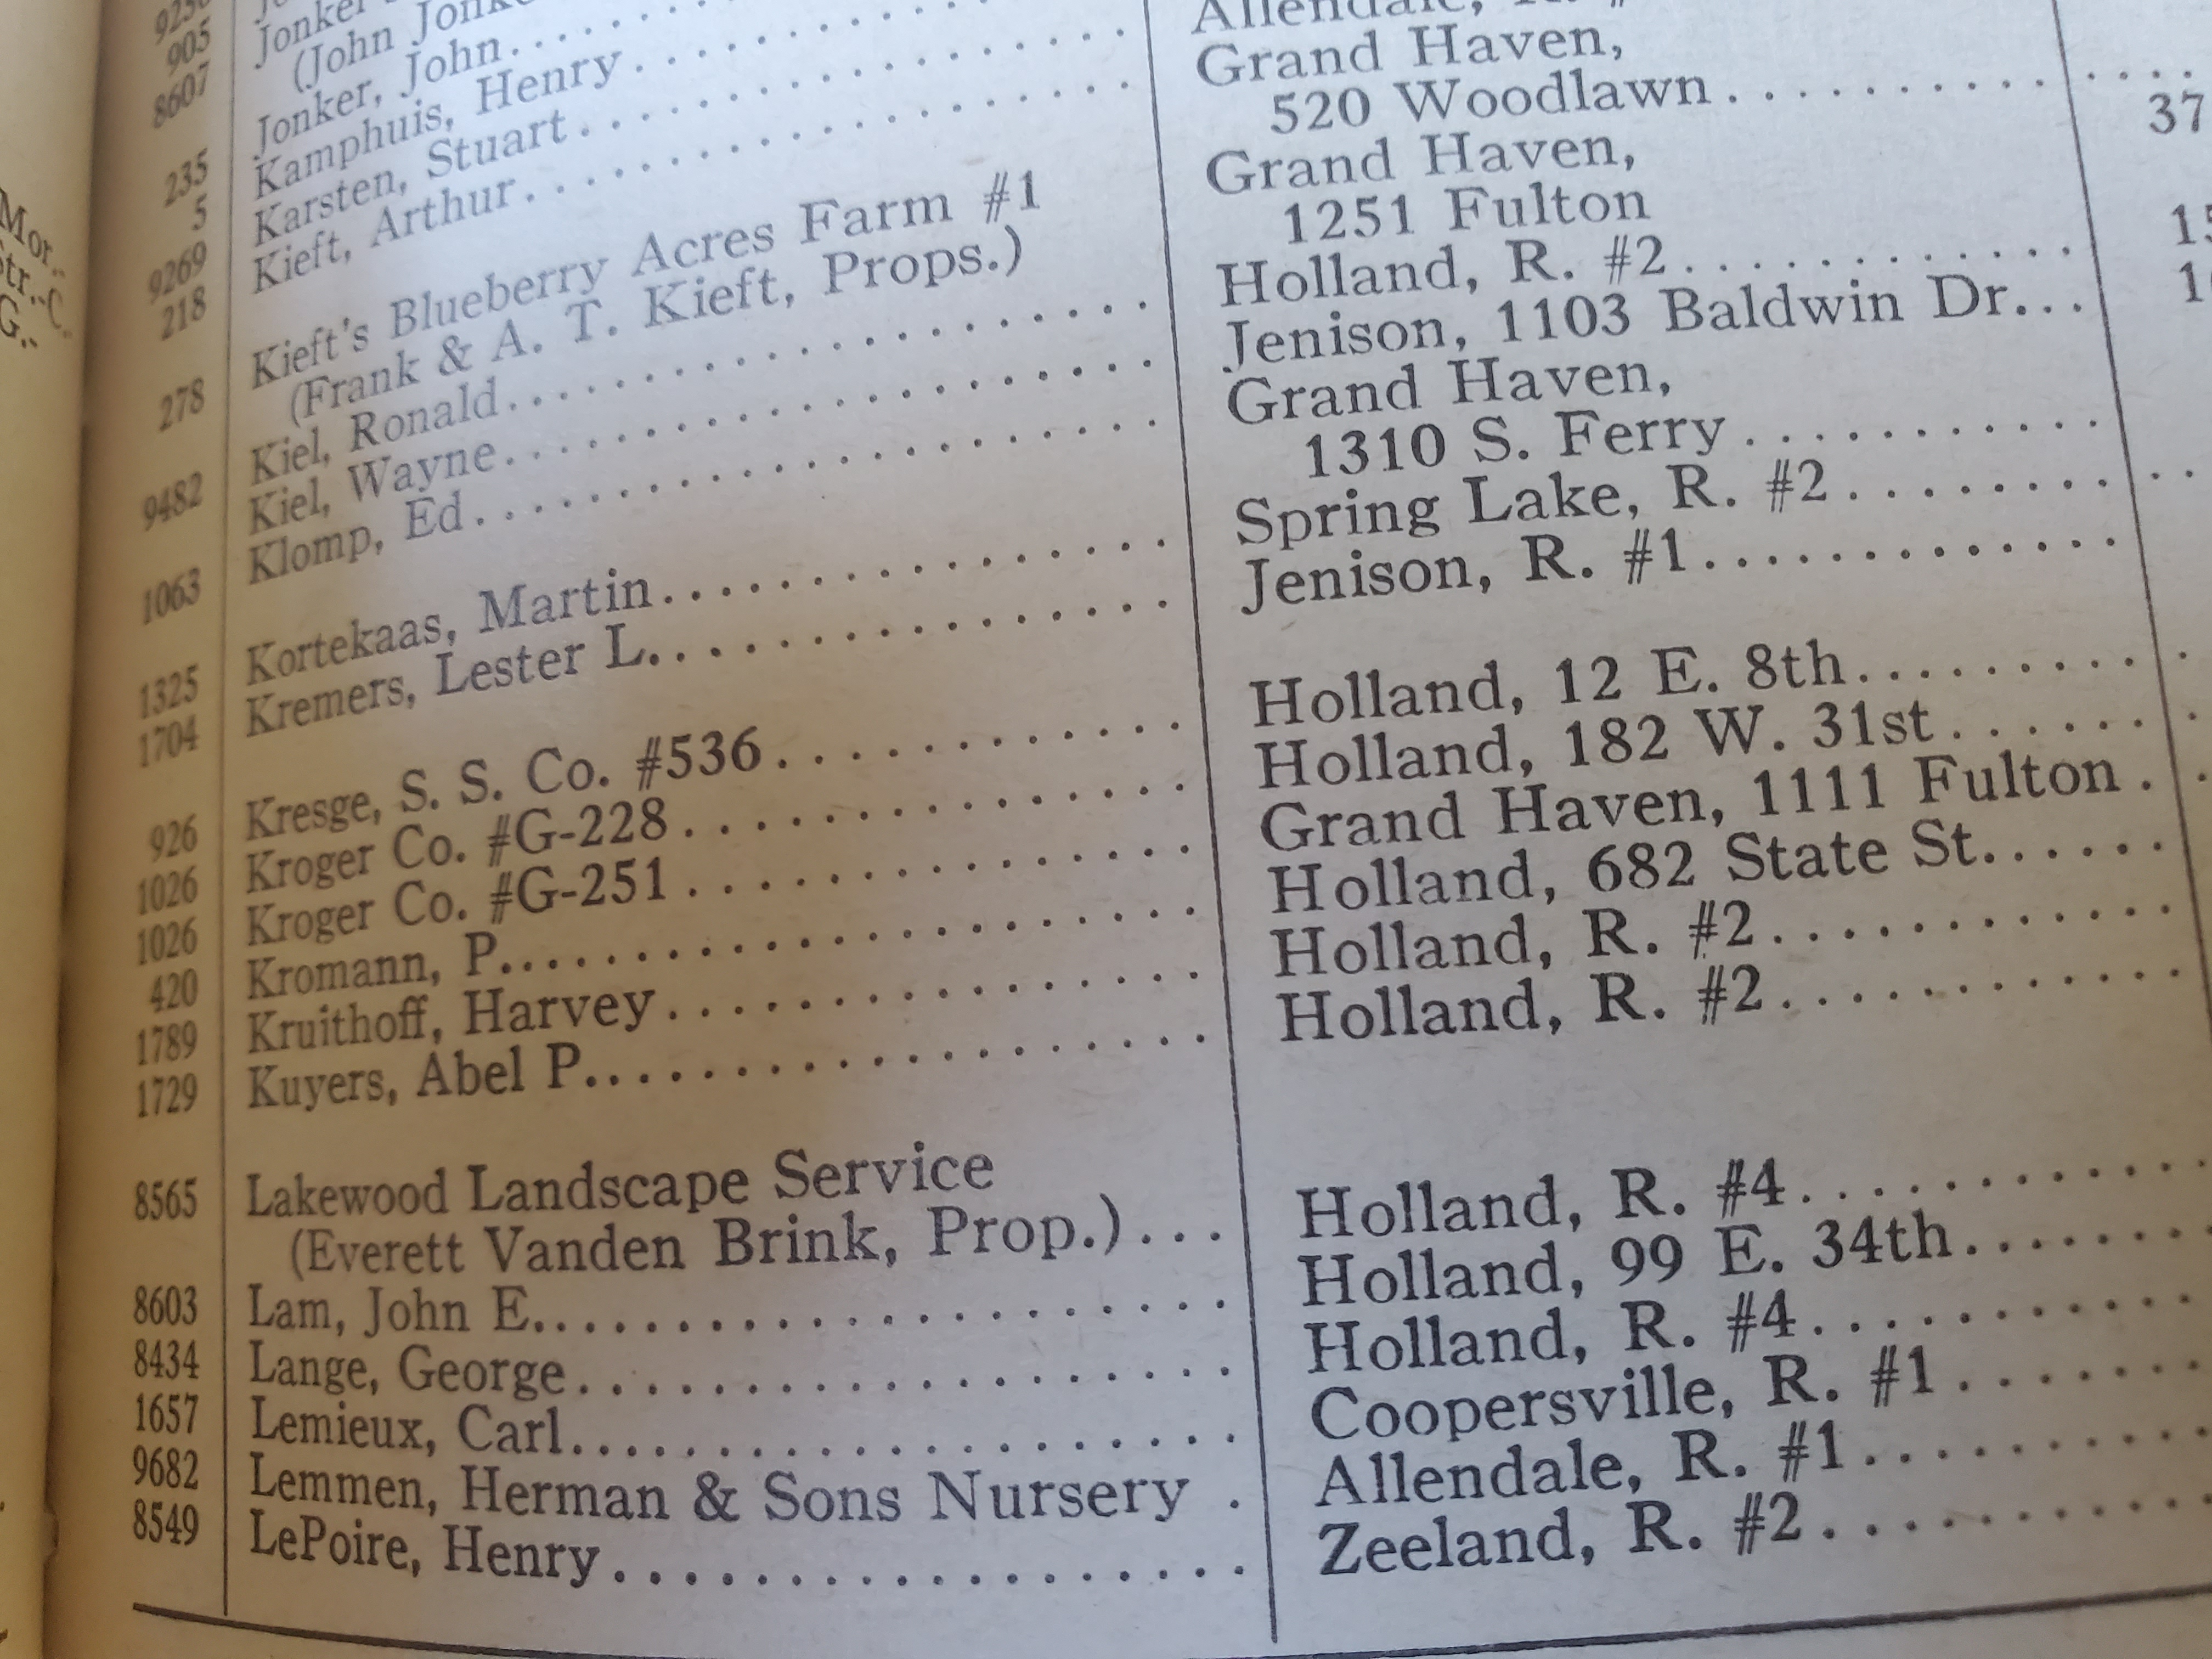 905 Jonker
8607 (John
235 Jonker, John
5 Kamphuis, Henry
9269 Karsten, Stuart Allendale,
218 Kieft, Arthur Grand Haven,
520 Woodlawn
278 Kieft's Blueberry Acres Farm #1 Grand Haven,
(Frank & A. T. Kieft, Props.) 1251 Fulton
9482 Kiel, Ronald Holland, R. #2
Kiel, Wayne Jenison, 1103 Baldwin Dr.
1063 Klomp, Ed Grand Haven,
1310 S. Ferry
1325 Kortekaas, Martin Spring Lake, R. #2
1704 Kremers, Lester L. Jenison, R. #1
926 Kresge, S. S. Co. #536 Holland, 12 E. 8th
1026 Kroger Co. #G-228 Holland, 182 W. 31st
1026 Kroger Co. #G-251 Grand Haven, 1111 Fulton
420 Kromann, P. Holland, 682 State St.
1789 Kruithoff, Harvey Holland, R. #2
1729 Kuyers, Abel P. Holland, R. #2
8565 Lakewood Landscape Service
(Everett Vanden Brink, Prop.) Holland, R. #4
8603 Lam, John E. Holland, 99 E. 34th
8434 Lange, George Holland, R. #4
1657 Lemieux, Carl Coopersville, R. #1
9682 Lemmen, Herman & Sons Nursery Allendale, R. #1
8549 LePoire, Henry Zeeland, R. #2